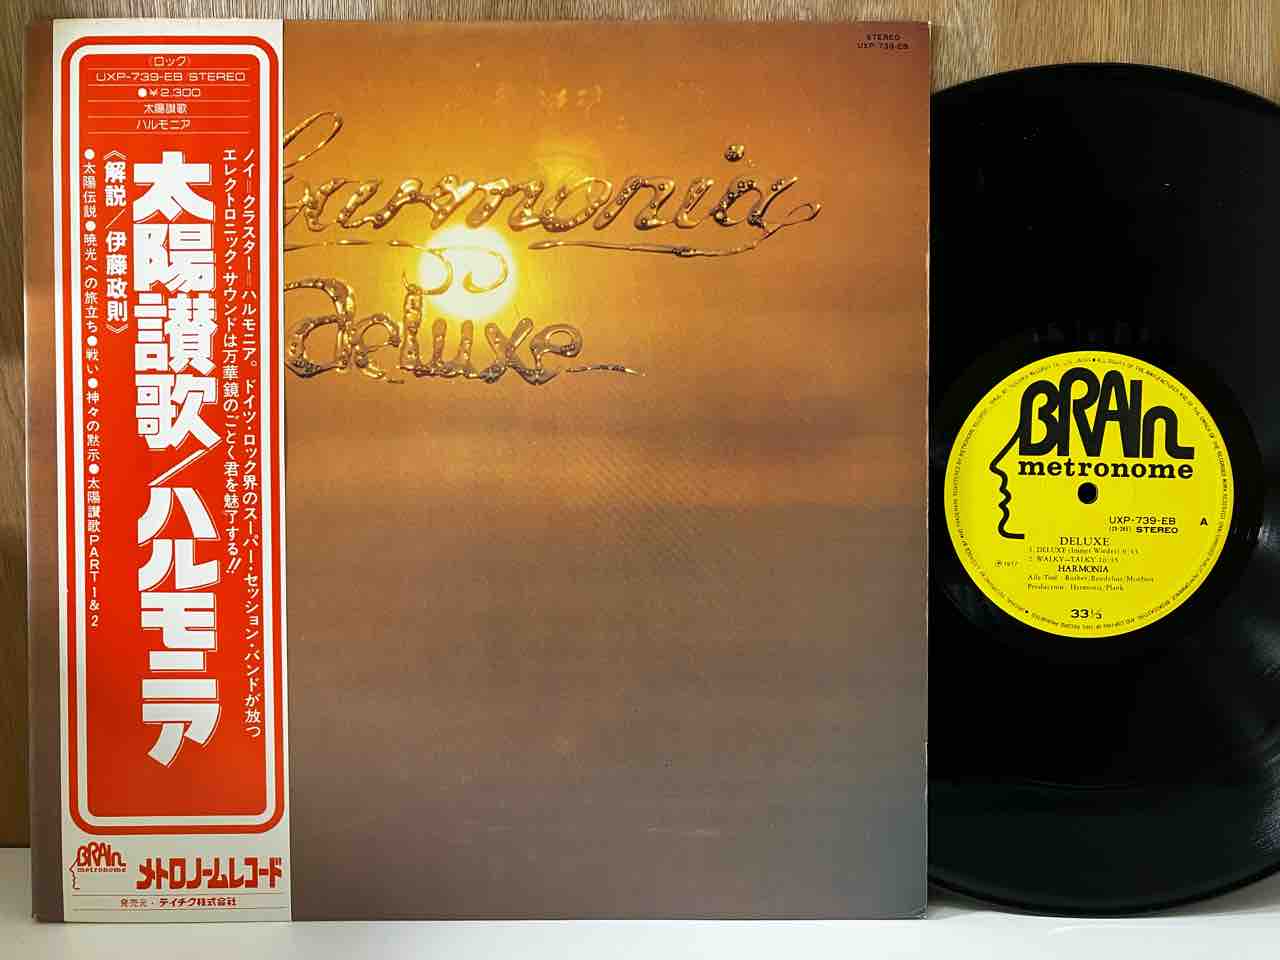 《ロック》
UXP-739-EB/STEREO
●¥2,300
太陽讃歌
ハルモニア
ノイ=クラスター=ハルモニア。ドイツ・ロック界のスーパー・セッション・バンドが放つ
エレクトロニック・サウンドは万華鏡のごとく君を魅了する!!
太陽讃歌/ハルモニア
《解説/伊藤政則》
●太陽伝説●暁光への旅立ち●戦い●神々の黙示●太陽讃歌PART1&2
BRAIn
metronome
メトロノームレコード
発売元・テイチク株式会社
STEREO
UXP-739-EB
harmonia
Deluxe
BRAIn
metronome
UXP-739-EB
A
STEREO
DELUXE
1. DELUXE (Immer Wieder)
2. WALKY-TALKY 10:35
HARMONIA
℗1977
Production: Harmonia/Plank
33 1/3